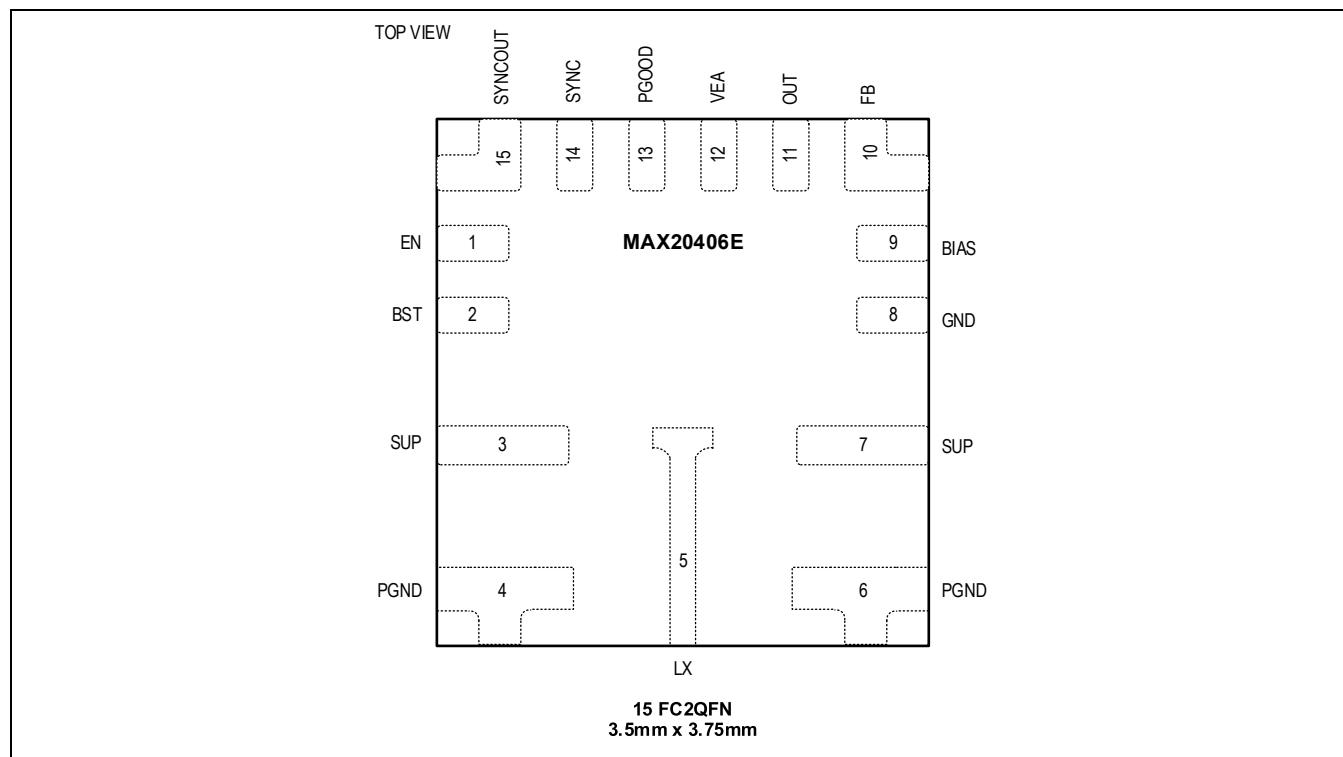 TOP VIEW
SYNCOUT
SYNC
PGOOD
VEA
OUT
FB
15
14
13
12
11
10
EN
1
MAX20406E
9
BIAS
BST
2
8
GND
SUP
3
7
SUP
5
PGND
4
6
PGND
LX
15 FC2QFN
3.5mm x 3.75mm